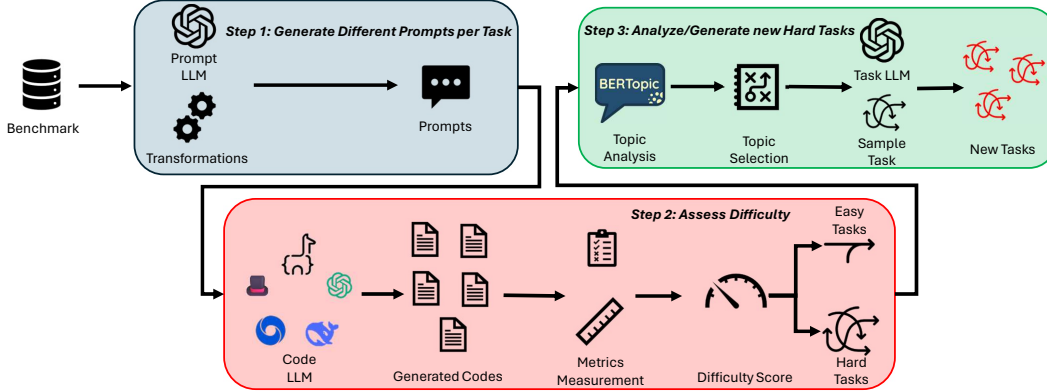 Benchmark
Step 1: Generate Different Prompts per Task
Prompt
LLM
Transformations
Prompts
Step 3: Analyze/Generate new Hard Tasks
BERTopic
Topic
Analysis
Topic
Selection
Task LLM
Sample
Task
New Tasks
Step 2: Assess Difficulty
Code
LLM
Generated Codes
Metrics
Measurement
Difficulty Score
Easy
Tasks
Hard
Tasks